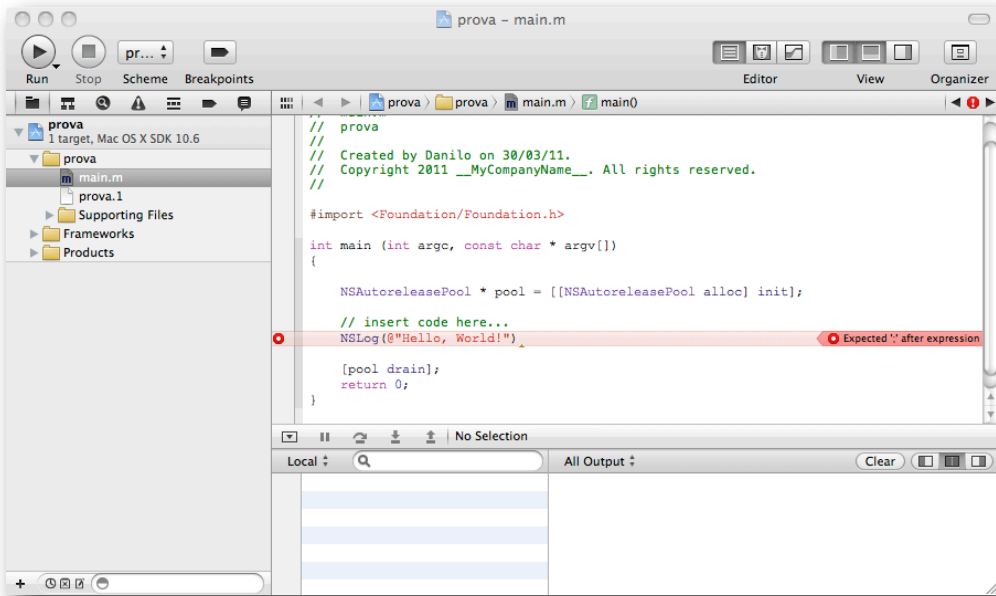 prova - main.m
pr...
Run Stop Scheme Breakpoints Editor View Organizer
prova prova main.m main()
prova
1 target, Mac OS X SDK 10.6
prova
main.m
prova.1
Supporting Files
Frameworks
Products
// prova
//
// Created by Danilo on 30/03/11.
// Copyright 2011 __MyCompanyName__. All rights reserved.
//
#import <Foundation/Foundation.h>
int main (int argc, const char * argv[])
{
NSAutoreleasePool * pool = [[NSAutoreleasePool alloc] init];
// insert code here...
NSLog(@"Hello, World!") Expected ';' after expression
[pool drain];
return 0;
}
No Selection
Local All Output Clear